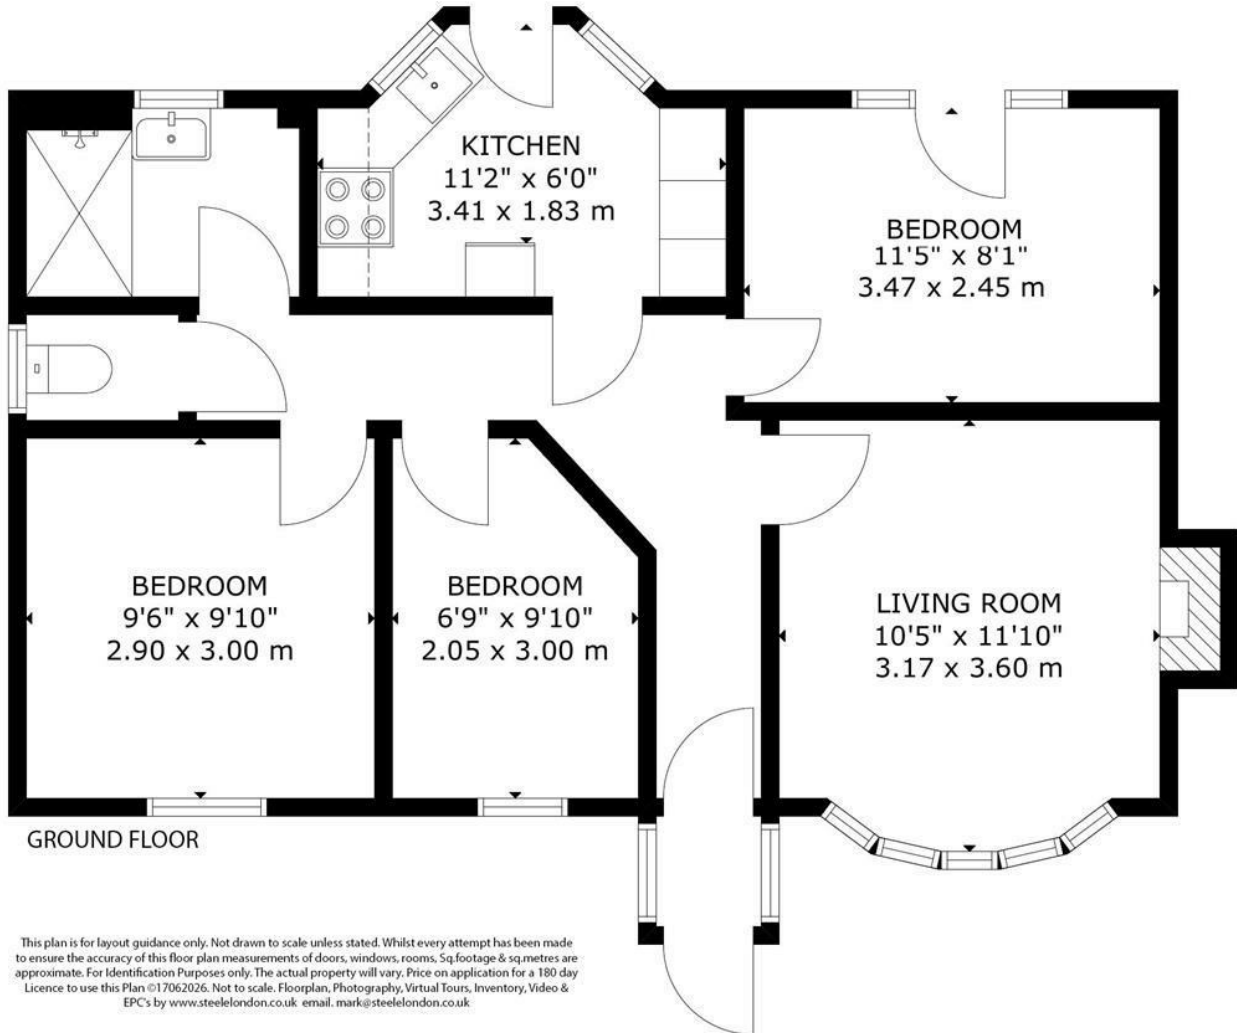 KITCHEN
11'2" x 6'0"
3.41 x 1.83 m
BEDROOM
11'5" x 8'1"
3.47 x 2.45 m
BEDROOM
9'6" x 9'10"
2.90 x 3.00 m
BEDROOM
6'9" x 9'10"
2.05 x 3.00 m
LIVING ROOM
10'5" x 11'10"
3.17 x 3.60 m
GROUND FLOOR
This plan is for layout guidance only. Not drawn to scale unless stated. Whilst every attempt has been made
to ensure the accuracy of this floor plan measurements of doors, windows, rooms, Sq.footage & sq.metres are
approximate. For Identification Purposes only. The actual property will vary. Price on application for a 180 day
Licence to use this Plan ©17062026. Not to scale. Floorplan, Photography, Virtual Tours, Inventory, Video &
EPC's by www.steelelondon.co.uk email. mark@steelelondon.co.uk